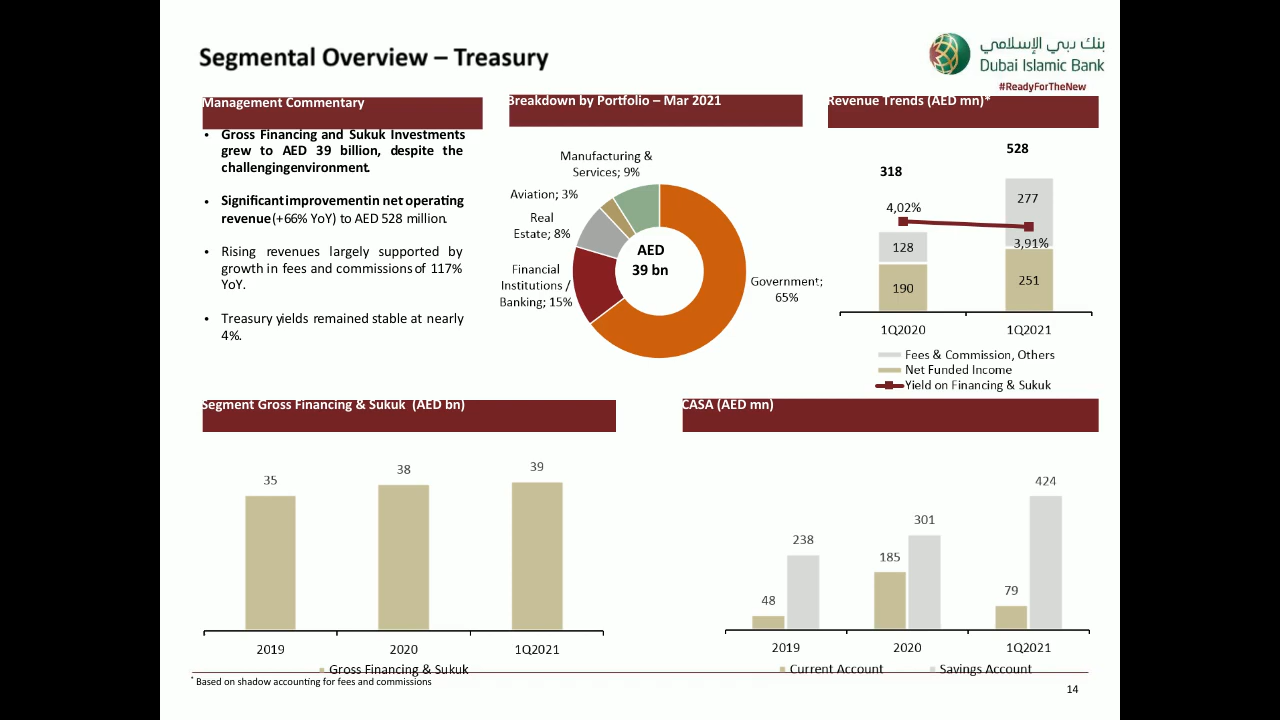 Segmental Overview – Treasury
بنك دبي الإسلامي
Dubai Islamic Bank
#ReadyForTheNew
Management Commentary
• Gross Financing and Sukuk Investments
grew to AED 39 billion, despite the
challengingenvironment.
• Significantimprovementin net operating
revenue(+66% YoY) to AED 528 million.
• Rising revenues largely supported by
growth in fees and commissions of 117%
YoY.
• Treasury yields remained stable at nearly
4%.
Breakdown by Portfolio – Mar 2021
Manufacturing &
Services; 9%
Aviation; 3%
Real
Estate; 8%
Financial
Institutions /
Banking; 15%
AED
39 bn
Government;
65%
Revenue Trends (AED mn)*
528
318
277
4,02%
3,91%
128
251
190
1Q2020
1Q2021
Fees & Commission, Others
Net Funded Income
Yield on Financing & Sukuk
Segment Gross Financing & Sukuk (AED bn)
35
38
39
2019
2020
1Q2021
Gross Financing & Sukuk
CASA (AED mn)
48
238
185
301
79
424
2019
2020
1Q2021
Current Account
Savings Account
* Based on shadow accounting for fees and commissions
14